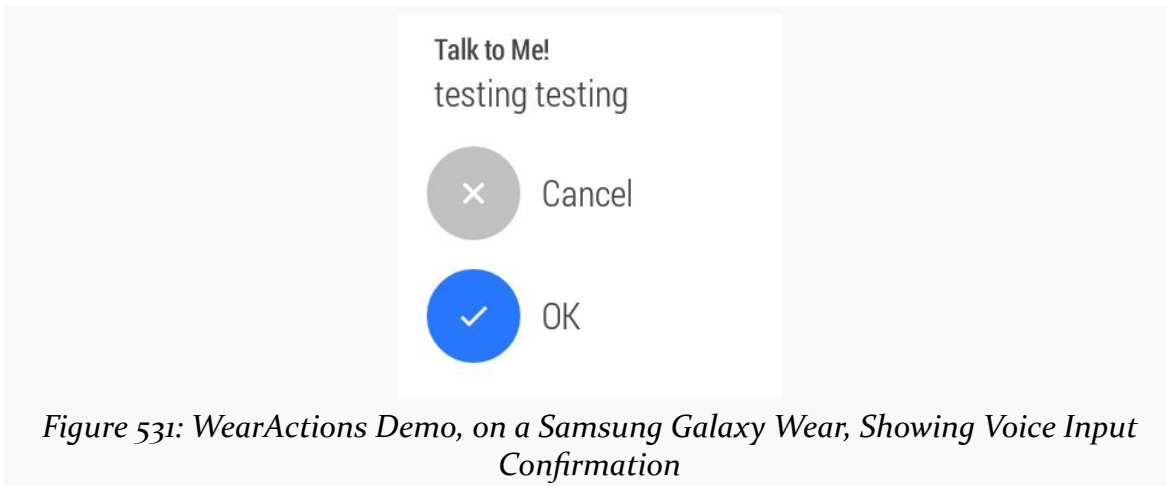 Talk to Me!
testing testing
Cancel
OK
Figure 531: WearActions Demo, on a Samsung Galaxy Wear, Showing Voice Input
Confirmation